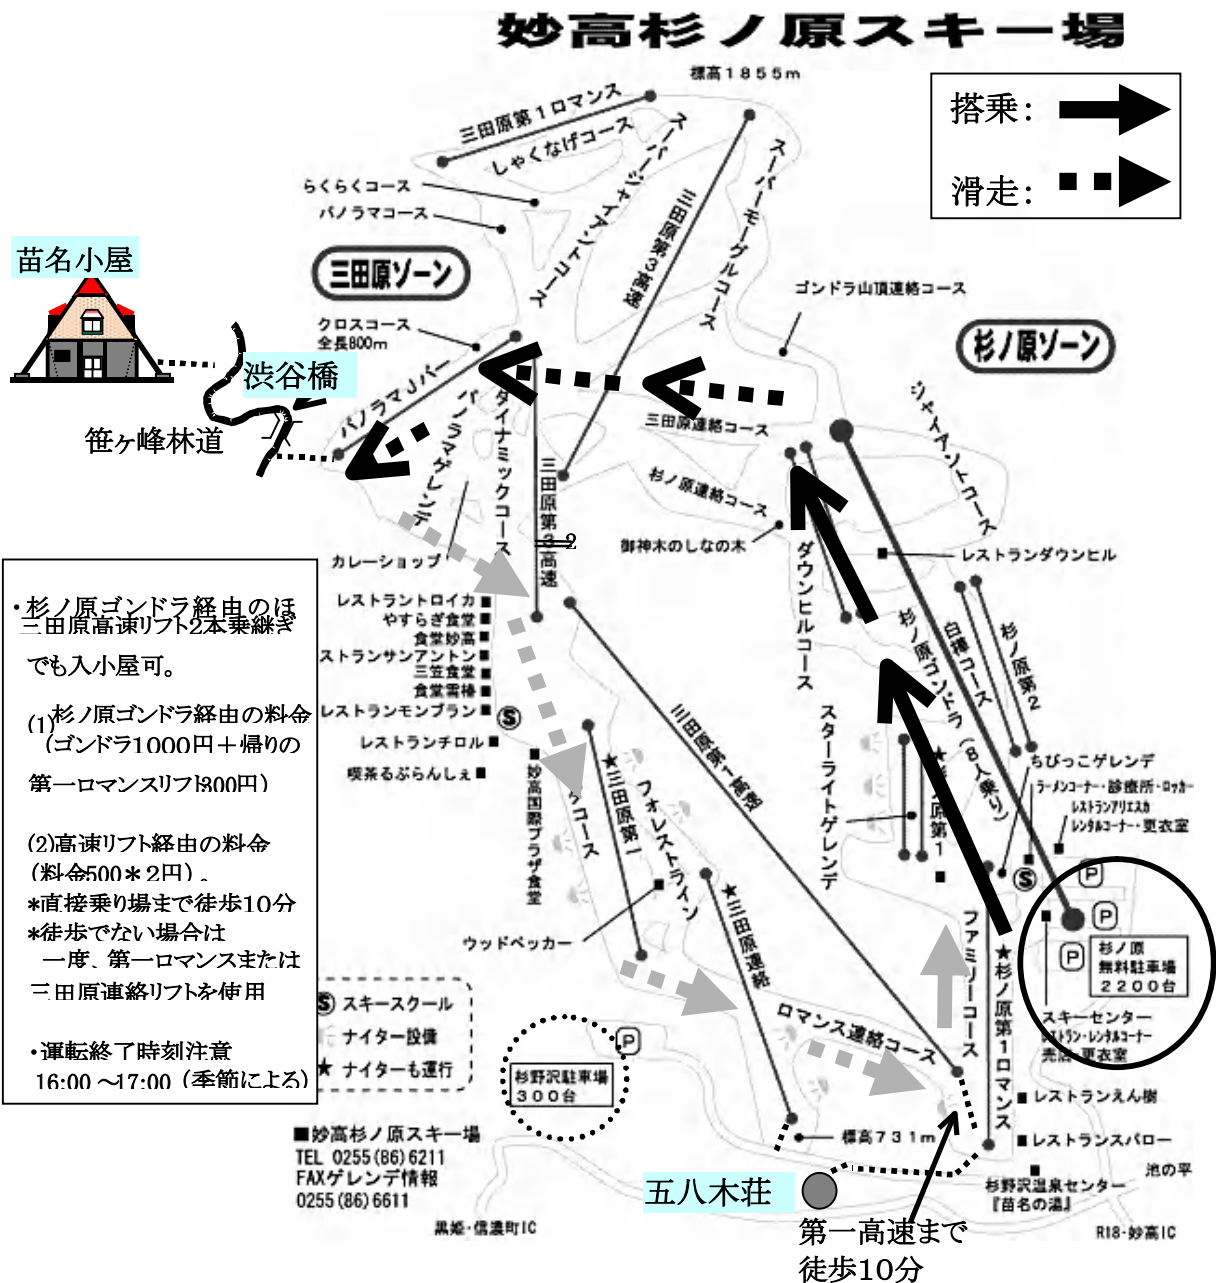 妙高杉ノ原スキー場
標高1855m
搭乗：
滑走：
三田原第1ロマンス
しゃくなげコース
スーパージャイアントコース
スーパーモーグルコース
三田原第3高速
らくらくコース
パノラマコース
苗名小屋
三田原ゾーン
ゴンドラ山頂連絡コース
杉ノ原ゾーン
クロスコース
全長800m
渋谷橋
笹ヶ峰林道
パノラマJバー
パノラマゲレンデ
ダイナミックコース
三田原連絡コース
ジャイアントコース
杉ノ原連絡コース
三田原第3高速
2
御神木のしなの木
ダウンヒルコース
レストランダウンヒル
カレーショップ
レストラントロイカ
やすらぎ食堂
食堂妙高
ストランサンアントン
三笠食堂
食堂雪椿
レストランモンブラン
Ⓢ
レストランチロル
喫茶るぷらんしぇ
妙高国際プラザ食堂
コース
★三田原第一
フォレストライン
三田原第1高速
スターライトゲレンデ
杉ノ原ゴンドラ（8人乗り）
白樺コース
杉ノ原第2
原第1
ちびっこゲレンデ
ラーメンコーナー・診療所・ロッカー
レストランアリエスカ
レンタルコーナー・更衣室
Ⓢ
P
P
P
杉ノ原
無料駐車場
2200台
スキーセンター
レストラン・レンタルコーナー
売店・更衣室
・杉ノ原ゴンドラ経由のほ
三田原高速リフト2本乗継ぎ
でも入小屋可。
(1)杉ノ原ゴンドラ経由の料金
（ゴンドラ1000円＋帰りの
第一ロマンスリフト300円）
(2)高速リフト経由の料金
（料金500＊2円）。
*直接乗り場まで徒歩10分
*徒歩でない場合は
一度、第一ロマンスまたは
三田原連絡リフトを使用
・運転終了時刻注意
16:00～17:00（季節による）
ウッドペッカー
★三田原連絡
ロマンス連絡コース
ファミリーコース
★杉ノ原第1ロマンス
Ⓢ スキースクール
ナイター設備
★ ナイターも運行
P
杉野沢駐車場
300台
レストランえん樹
レストランスパロー
標高731m
■妙高杉ノ原スキー場
TEL 0255(86)6211
FAXゲレンデ情報
0255(86)6611
五八木荘
池の平
杉野沢温泉センター
『苗名の湯』
黒姫・信濃町IC
第一高速まで
徒歩10分
R18・妙高IC